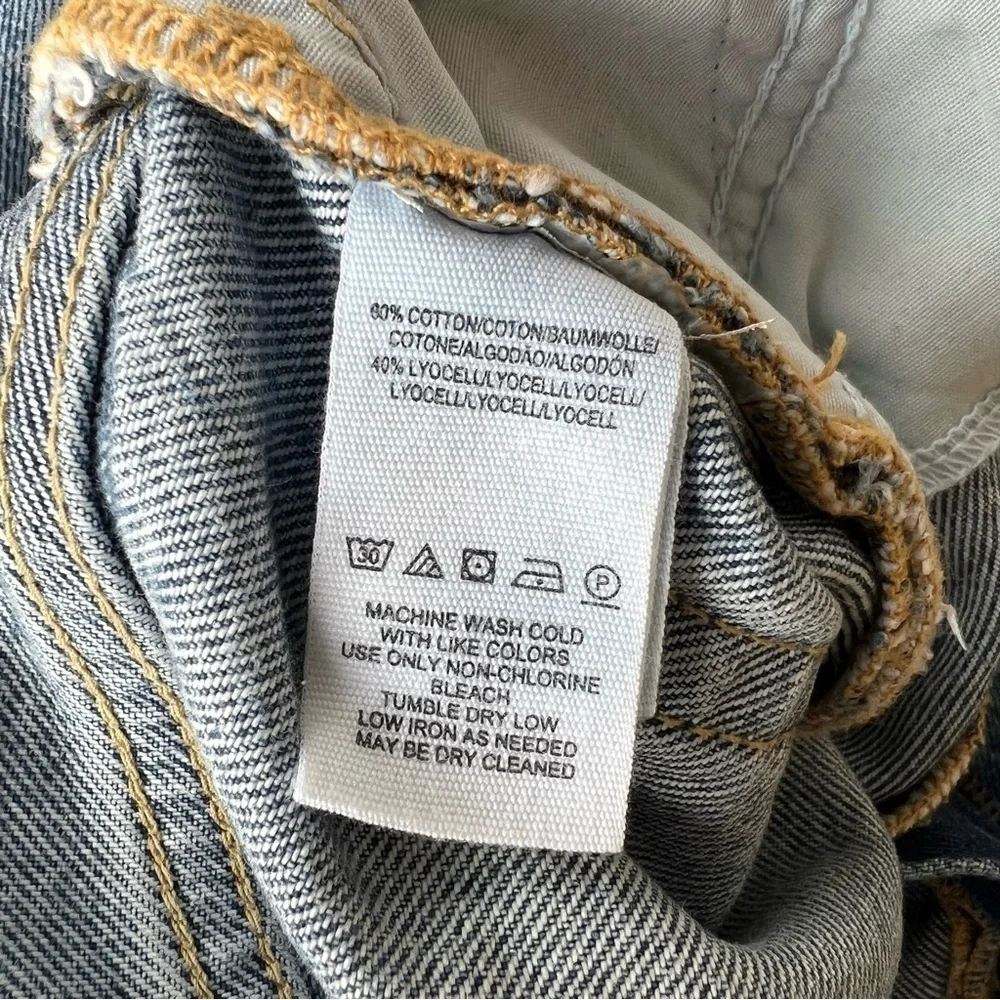 60% COTTON/COTON/BAUMWOLLE/
COTONE/ALGODÃO/ALGODÓN
40% LYOCELL/LYOCELL/LYOCELL/
LYOCELL/LYOCELL/LYOCELL
30 P
MACHINE WASH COLD
WITH LIKE COLORS
USE ONLY NON-CHLORINE
BLEACH
TUMBLE DRY LOW
LOW IRON AS NEEDED
MAY BE DRY CLEANED